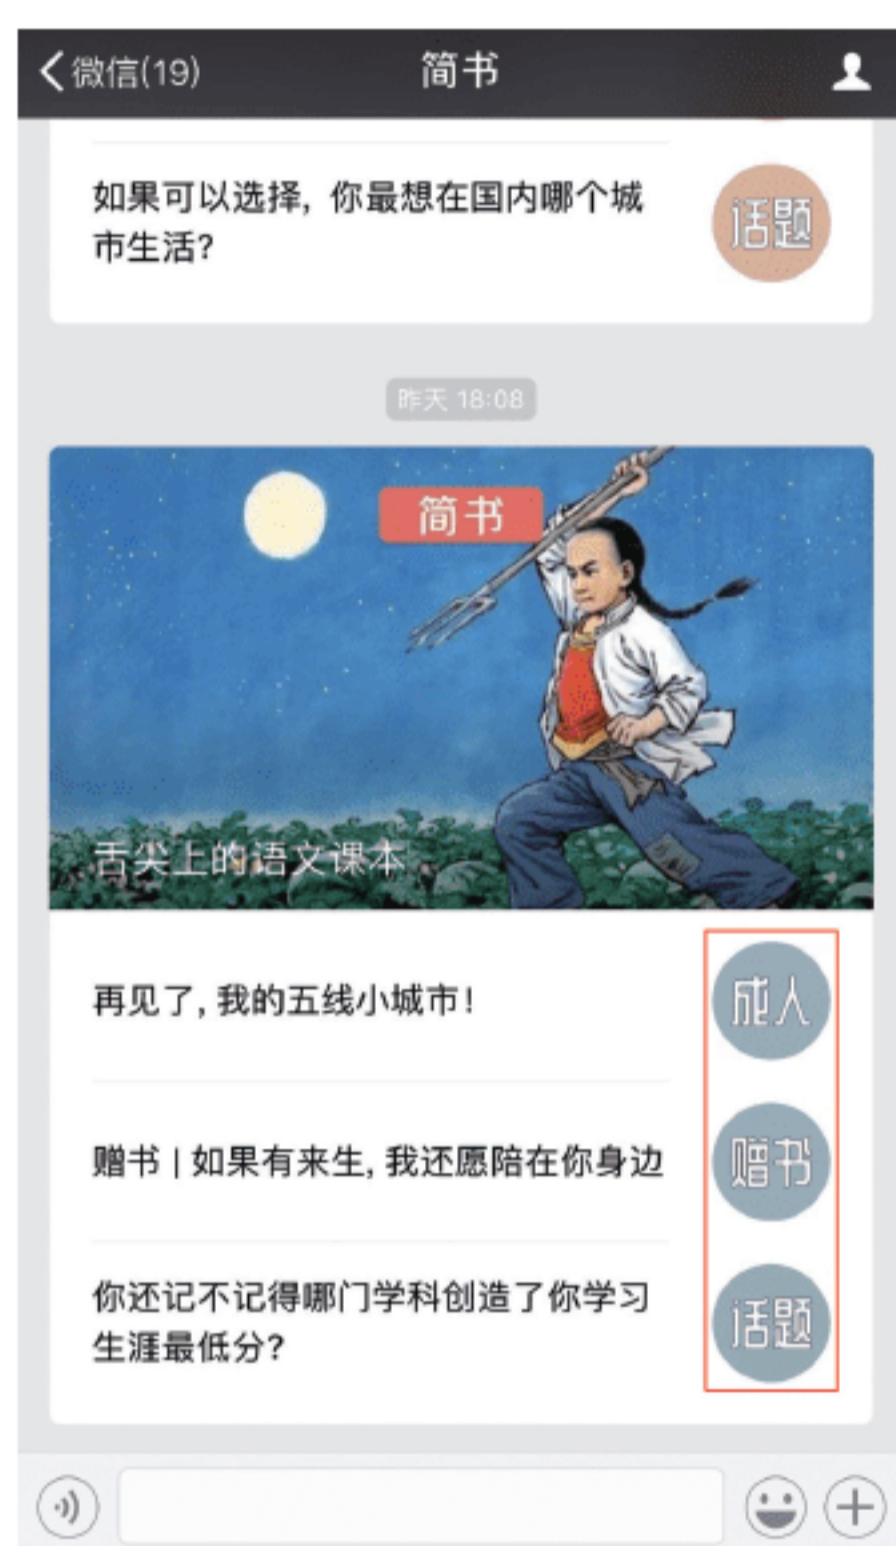 微信(19)
简书
如果可以选择, 你最想在国内哪个城
市生活?
话题
昨天 18:08
简书
舌尖上的语文课本
再见了, 我的五线小城市!
成人
赠书 | 如果有来生, 我还愿陪在你身边
赠书
你还记不记得哪门学科创造了你学习
生涯最低分?
话题